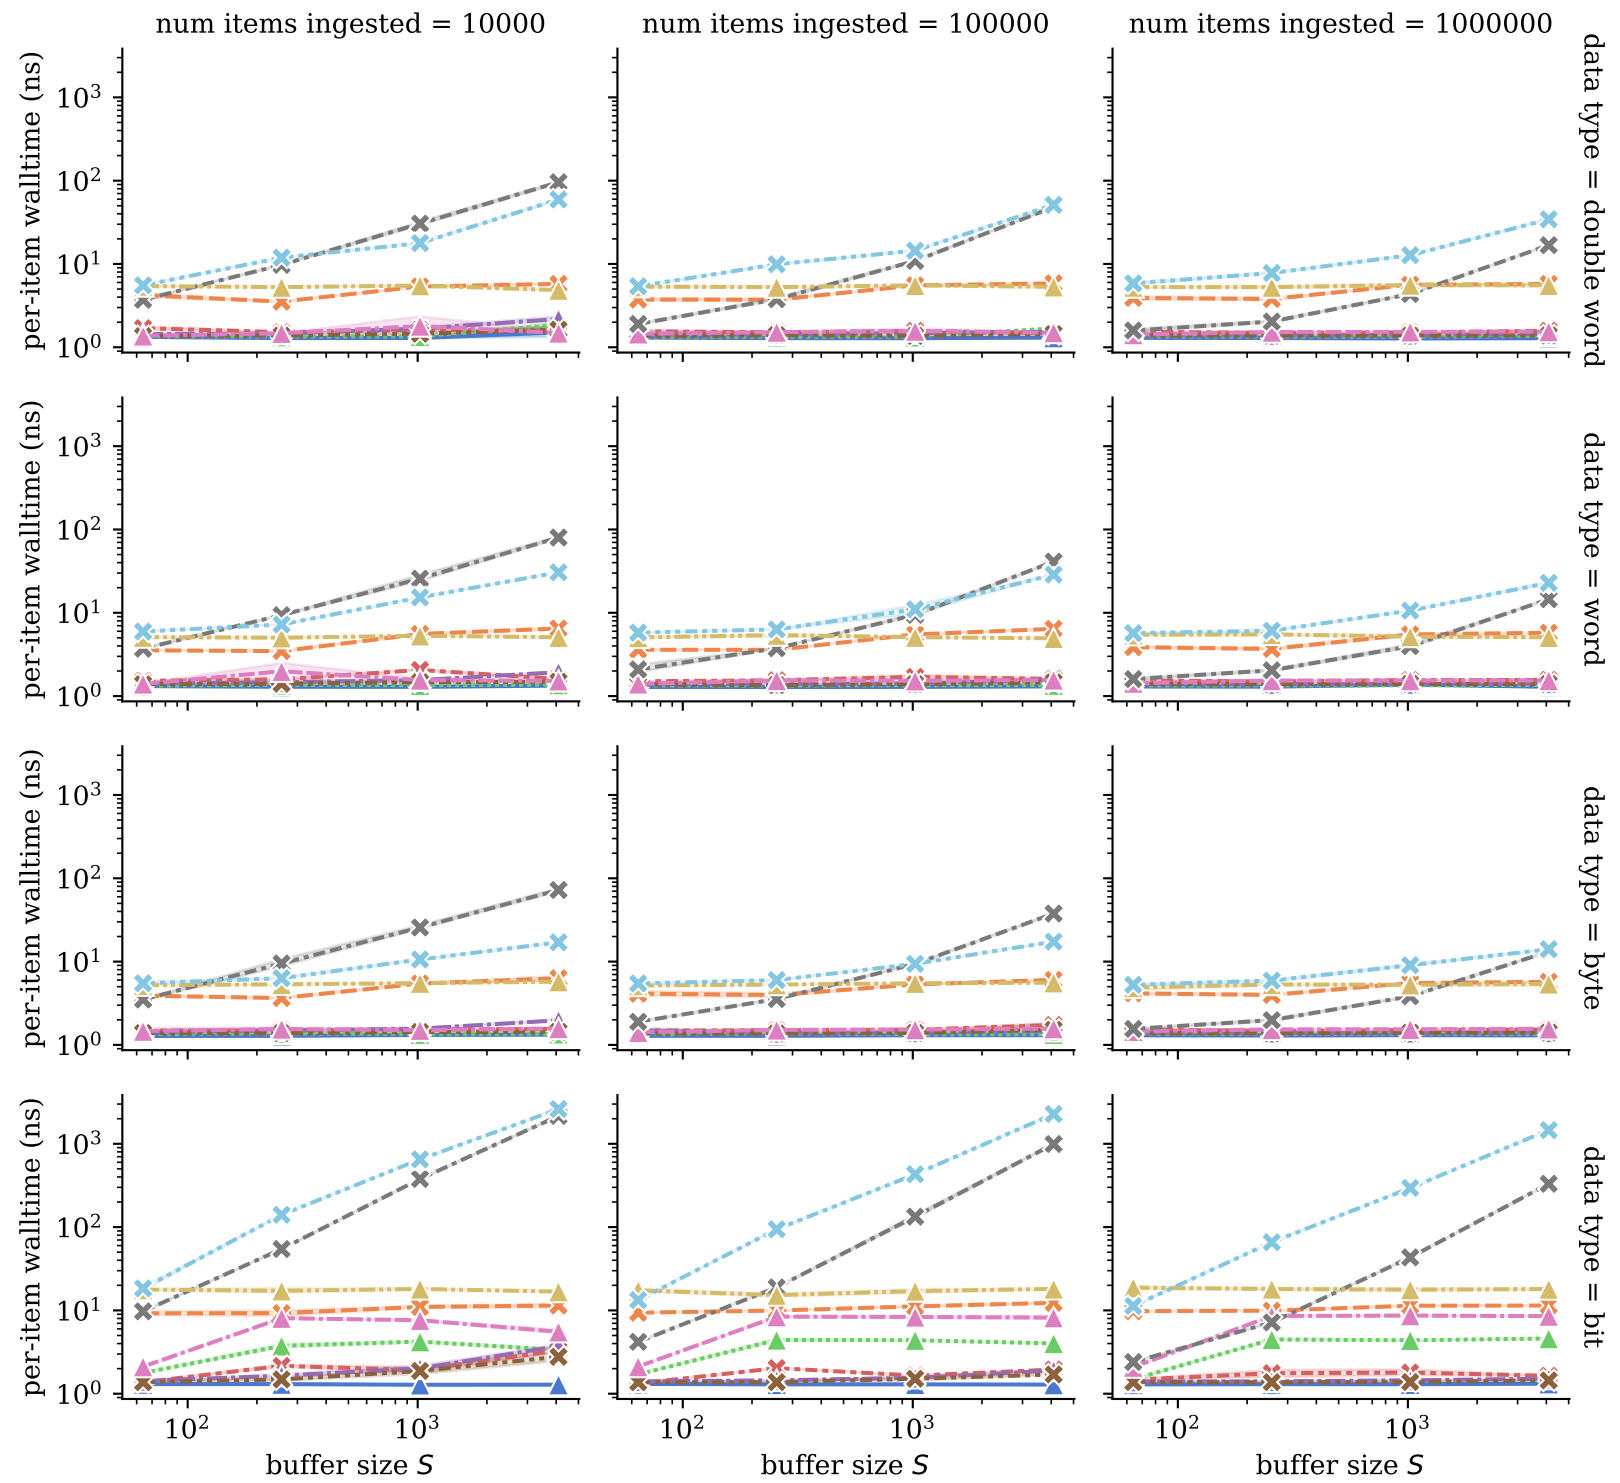 num items ingested = 10000
num items ingested = 100000
num items ingested = 1000000
per-item walltime (ns)
10³
10²
10¹
10⁰
data type = double word
per-item walltime (ns)
10³
10²
10¹
10⁰
data type = word
per-item walltime (ns)
10³
10²
10¹
10⁰
data type = byte
per-item walltime (ns)
10³
10²
10¹
10⁰
data type = bit
10² 10³
10² 10³
10² 10³
buffer size S
buffer size S
buffer size S